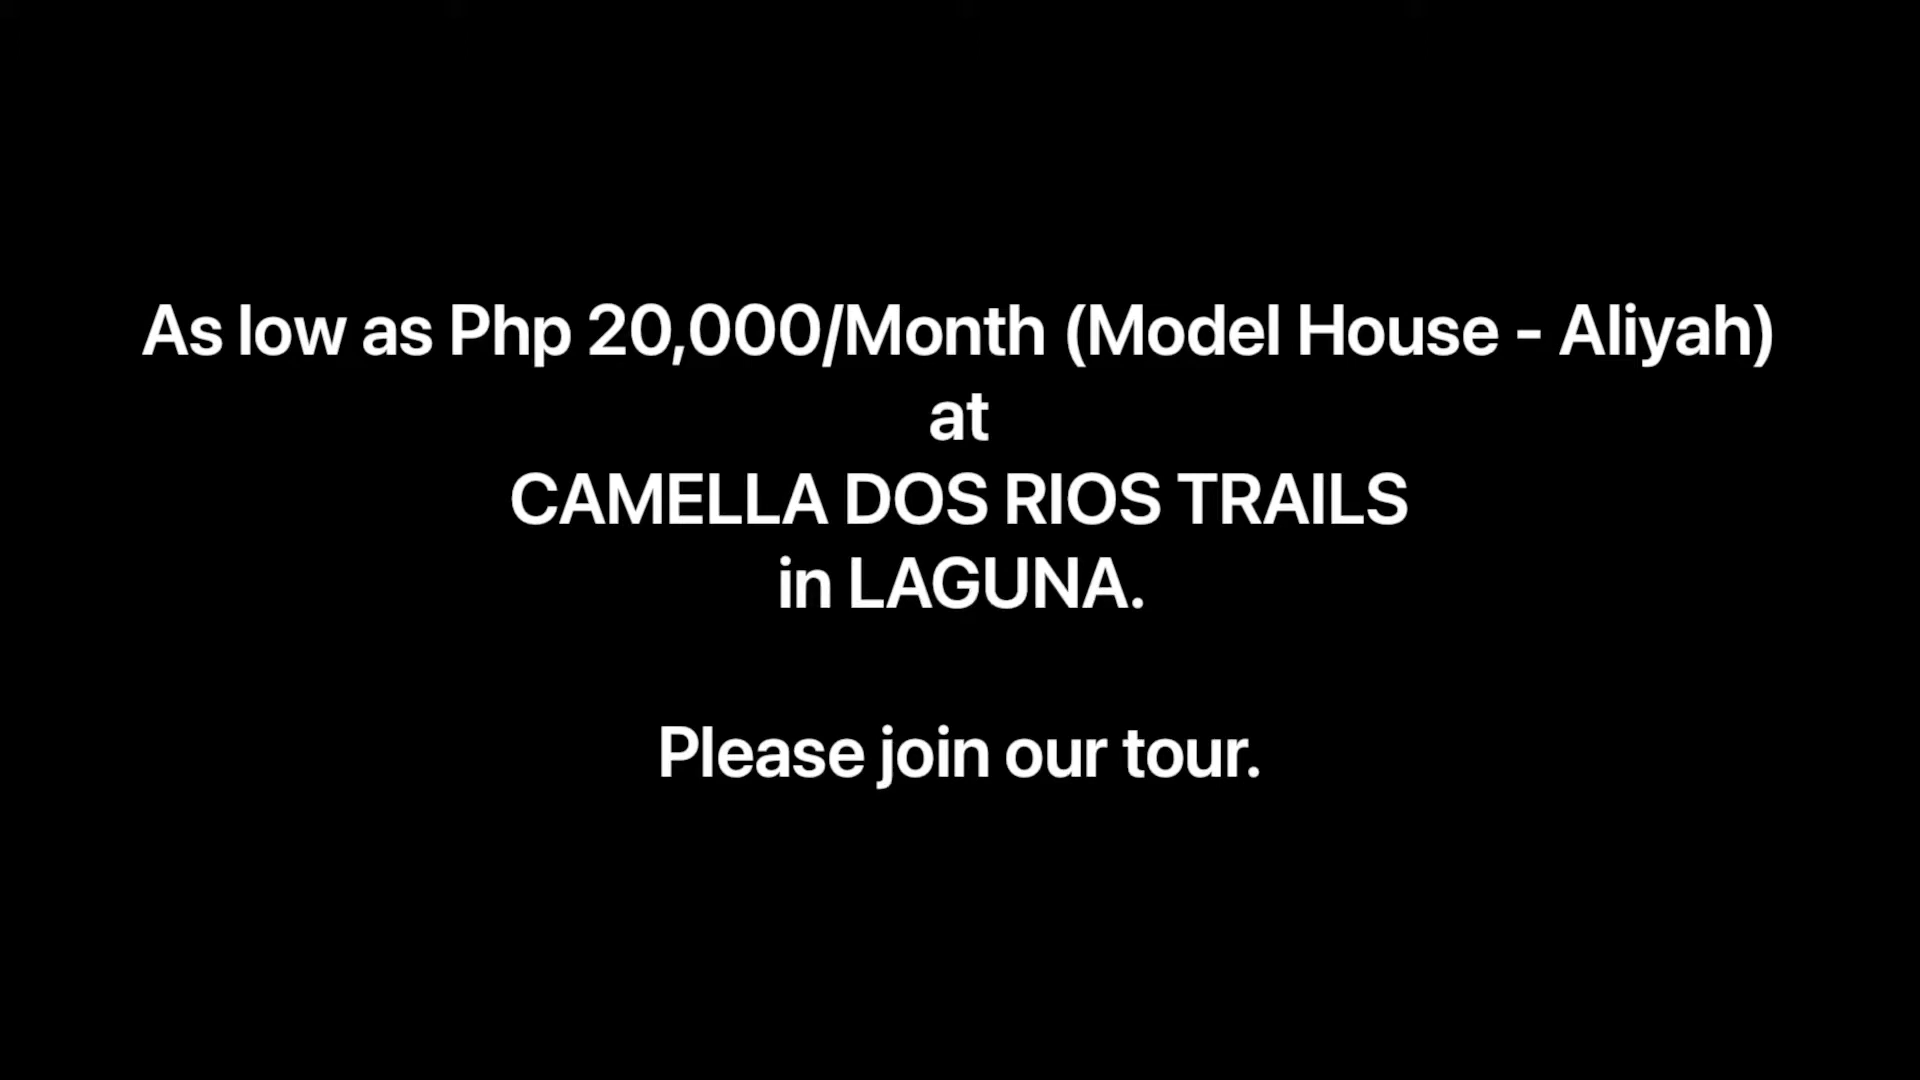 As low as Php 20,000/Month (Model House - Aliyah)
at
CAMELLA DOS RIOS TRAILS
in LAGUNA.
Please join our tour.